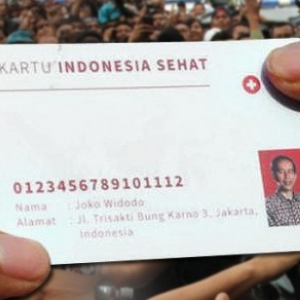 KARTU INDONESIA SEHAT
0123456789101112
Nama : Joko Widodo
Alamat : Jl. Trisakti Bung Karno 3, Jakarta,
Indonesia